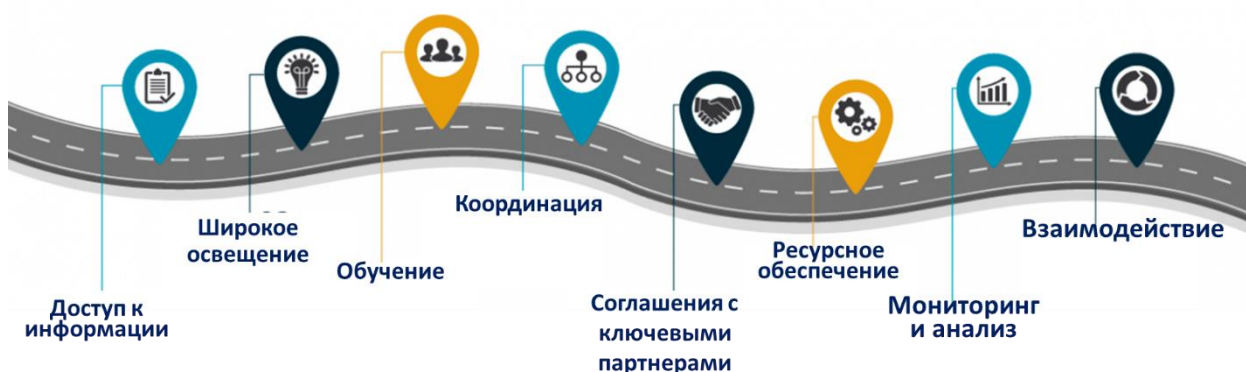 Доступ к
информации
Широкое
освещение
Обучение
Координация
Соглашения с
ключевыми
партнерами
Ресурсное
обеспечение
Мониторинг
и анализ
Взаимодействие